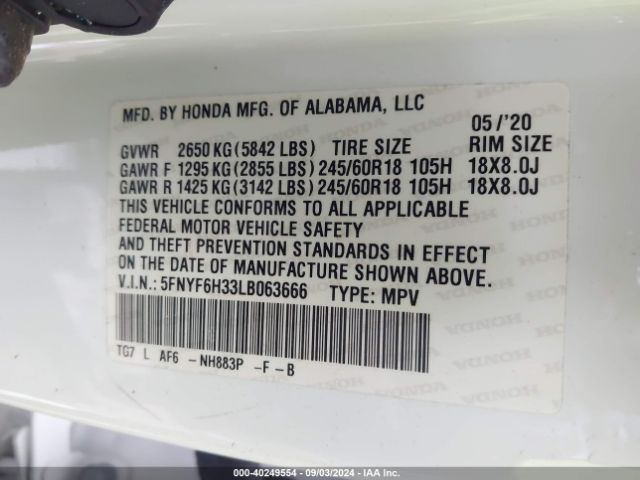 MFD. BY HONDA MFG. OF ALABAMA, LLC
05 /'20
GVWR 2650 KG (5842 LBS) TIRE SIZE RIM SIZE
GAWR F 1295 KG (2855 LBS) 245/60R18 105H 18X8.0J
GAWR R 1425 KG (3142 LBS) 245/60R18 105H 18X8.0J
THIS VEHICLE CONFORMS TO ALL APPLICABLE
FEDERAL MOTOR VEHICLE SAFETY
AND THEFT PREVENTION STANDARDS IN EFFECT
ON THE DATE OF MANUFACTURE SHOWN ABOVE.
V.I.N.: 5FNYF6H33LB063666 TYPE: MPV
TG7 L AF6 - NH883P - F - B
000-40249554 - 09/03/2024 - IAA